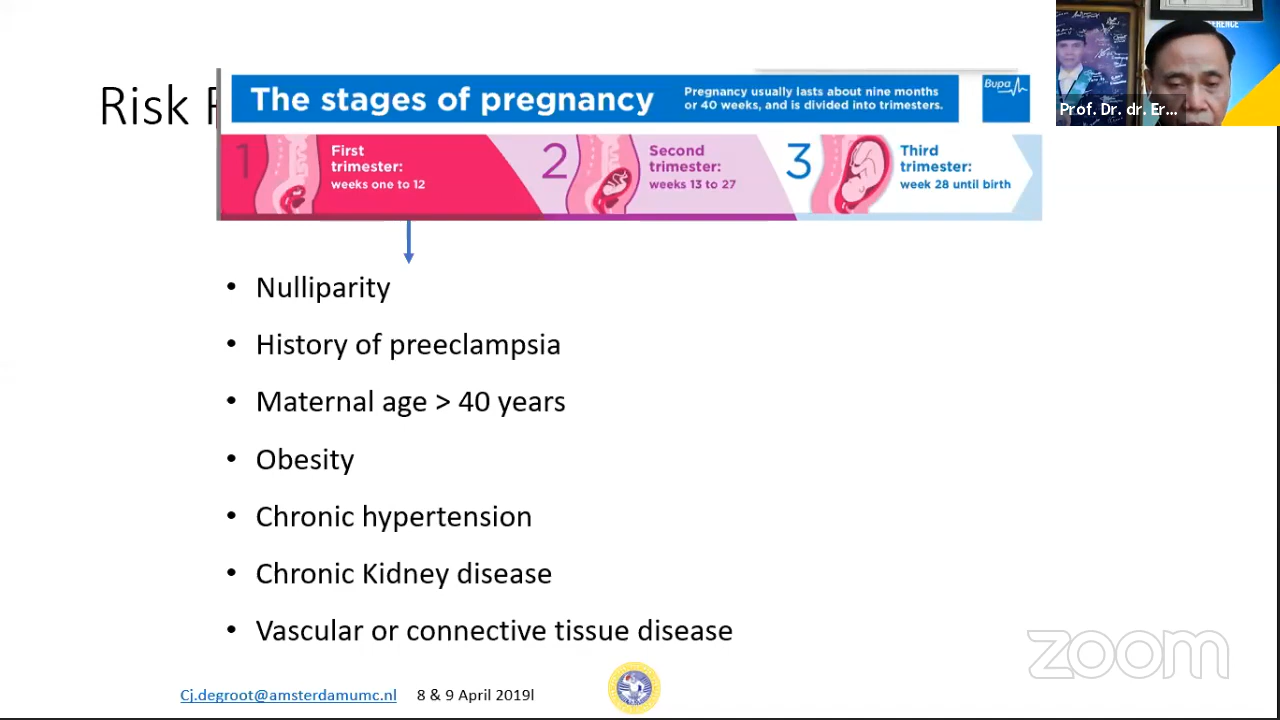 Risk F
The stages of pregnancy
Pregnancy usually lasts about nine months
or 40 weeks, and is divided into trimesters.
Bupa
1
First
trimester:
weeks one to 12
2
Second
trimester:
weeks 13 to 27
3
Third
trimester:
week 28 until birth
ERENCE
Prof. Dr. dr. Er...
• Nulliparity
• History of preeclampsia
• Maternal age > 40 years
• Obesity
• Chronic hypertension
• Chronic Kidney disease
• Vascular or connective tissue disease
zoom
Cj.degroot@amsterdamumc.nl 8 & 9 April 2019l